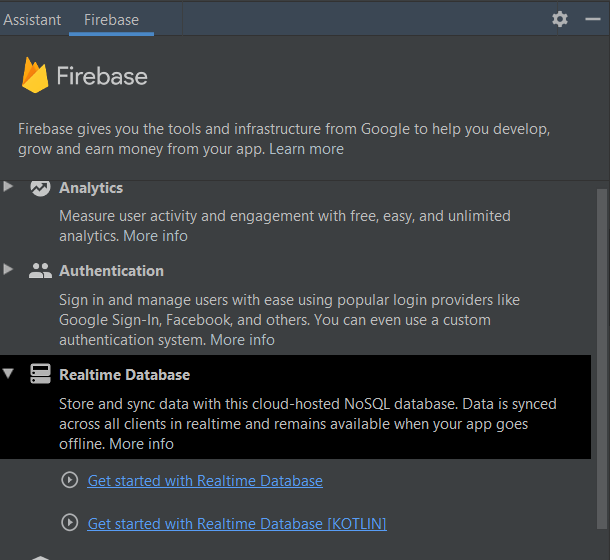 Assistant Firebase
Firebase
Firebase gives you the tools and infrastructure from Google to help you develop,
grow and earn money from your app. Learn more
Analytics
Measure user activity and engagement with free, easy, and unlimited
analytics. More info
Authentication
Sign in and manage users with ease using popular login providers like
Google Sign-In, Facebook, and others. You can even use a custom
authentication system. More info
Realtime Database
Store and sync data with this cloud-hosted NoSQL database. Data is synced
across all clients in realtime and remains available when your app goes
offline. More info
Get started with Realtime Database
Get started with Realtime Database [KOTLIN]